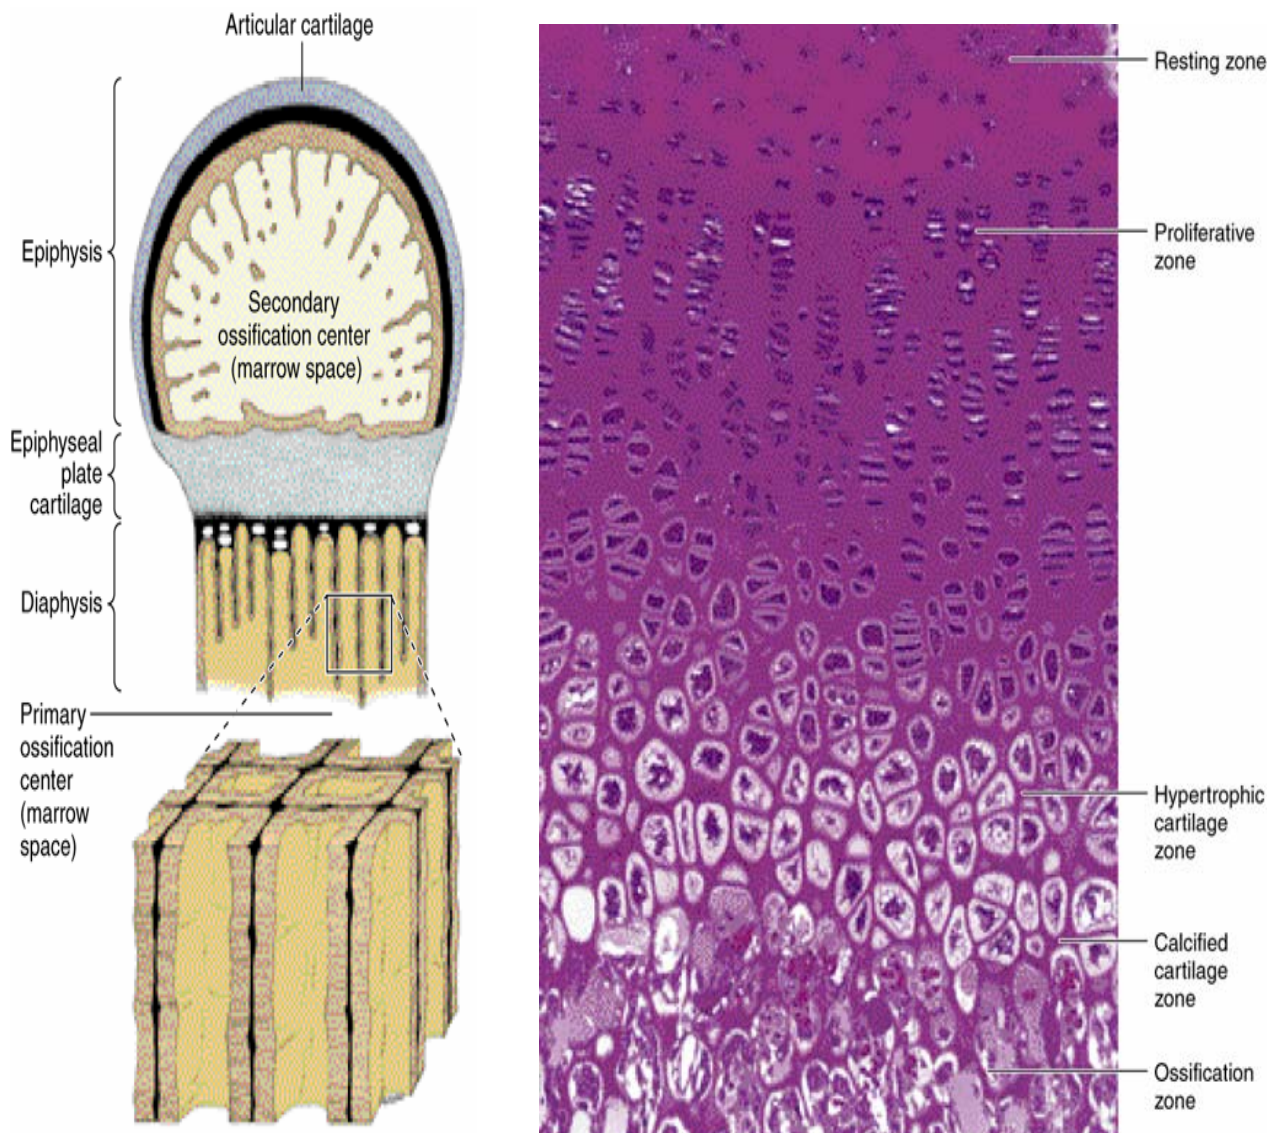 Articular cartilage
Epiphysis
Secondary
ossification center
(marrow space)
Epiphyseal
plate
cartilage
Diaphysis
Primary
ossification
center
(marrow
space)
Resting zone
Proliferative
zone
Hypertrophic
cartilage
zone
Calcified
cartilage
zone
Ossification
zone